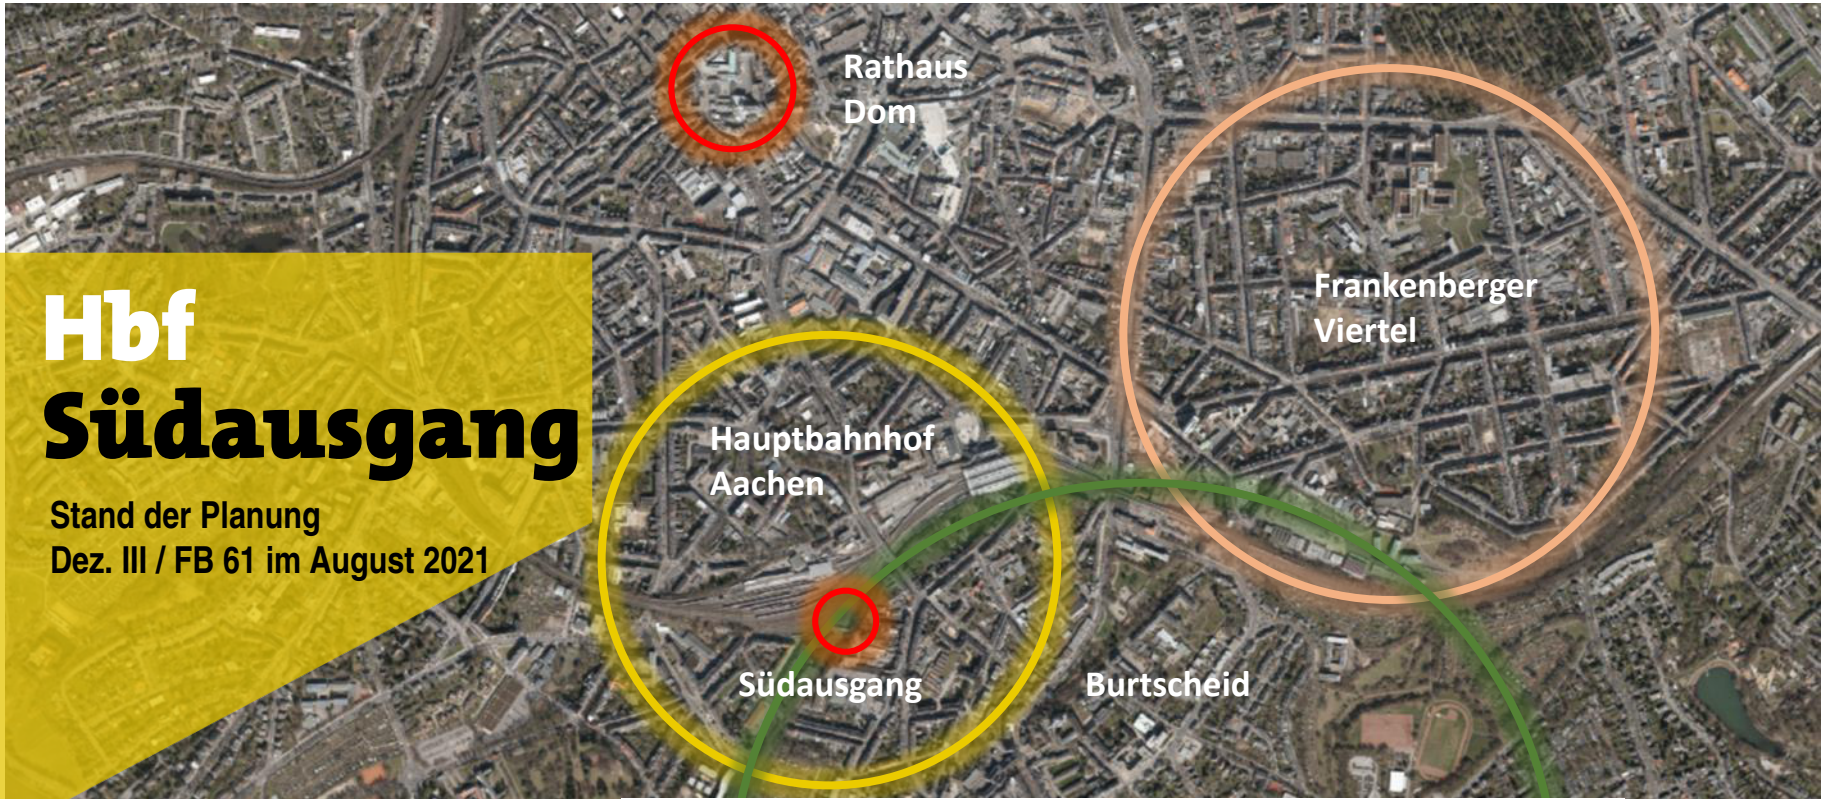 Hbf
Südausgang
Stand der Planung
Dez. III / FB 61 im August 2021
Rathaus
Dom
Frankenberger
Viertel
Hauptbahnhof
Aachen
Südausgang
Burtscheid